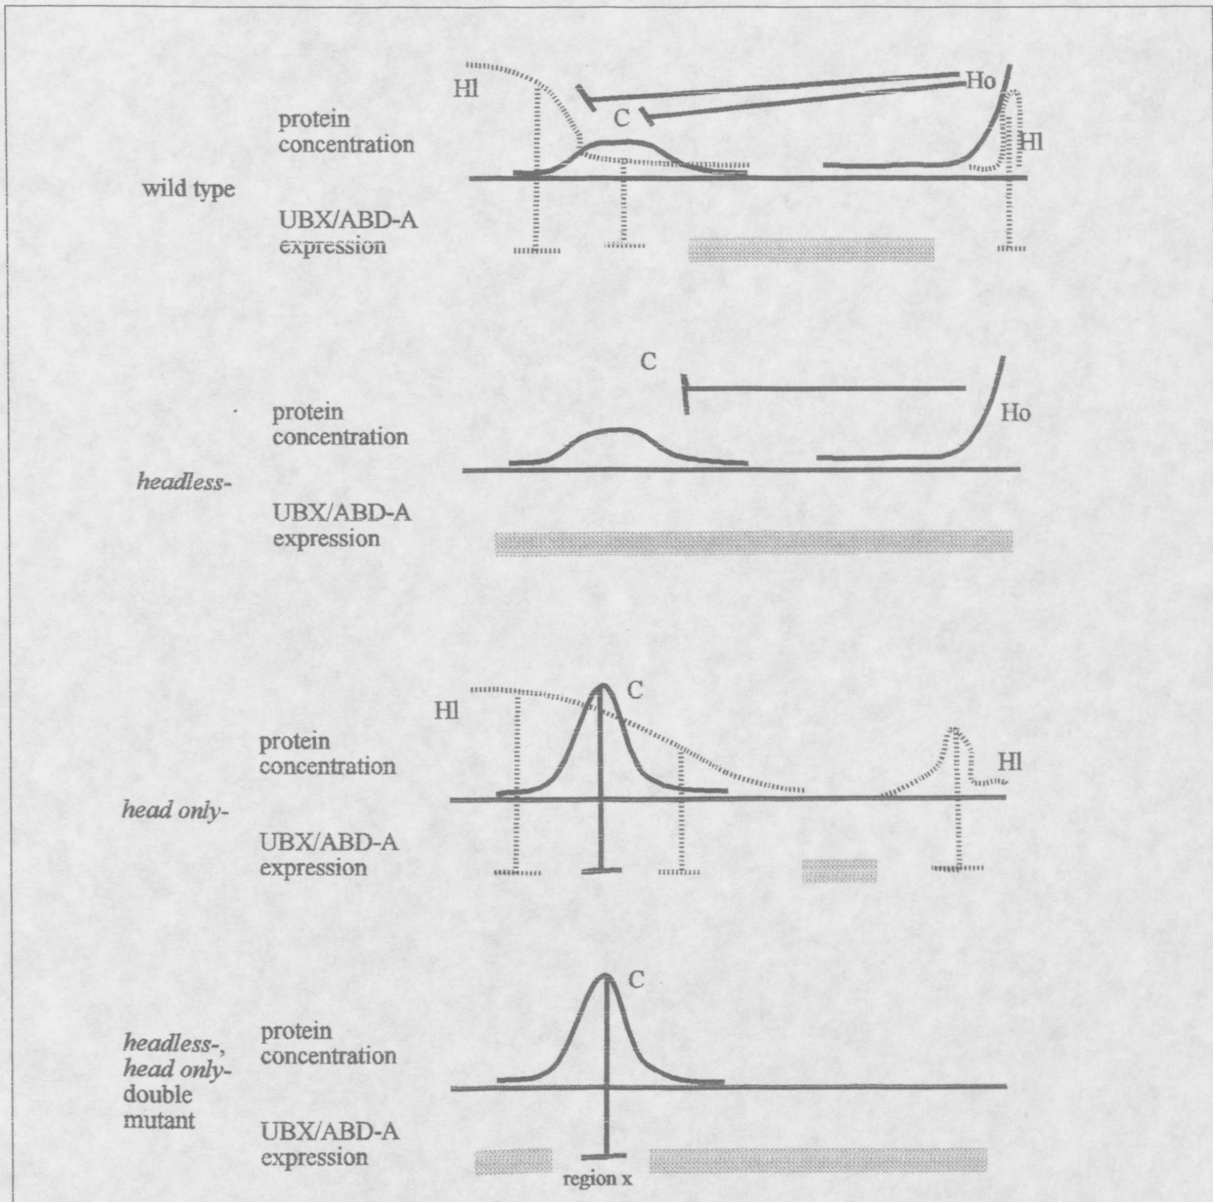 Hl
Ho
C
protein
concentration
Hl
wild type
UBX/ABD-A
expression
C
protein
concentration
Ho
headless-
UBX/ABD-A
expression
C
Hl
protein
concentration
Hl
head only-
UBX/ABD-A
expression
C
headless-,
head only-
double
mutant
protein
concentration
UBX/ABD-A
expression
region x